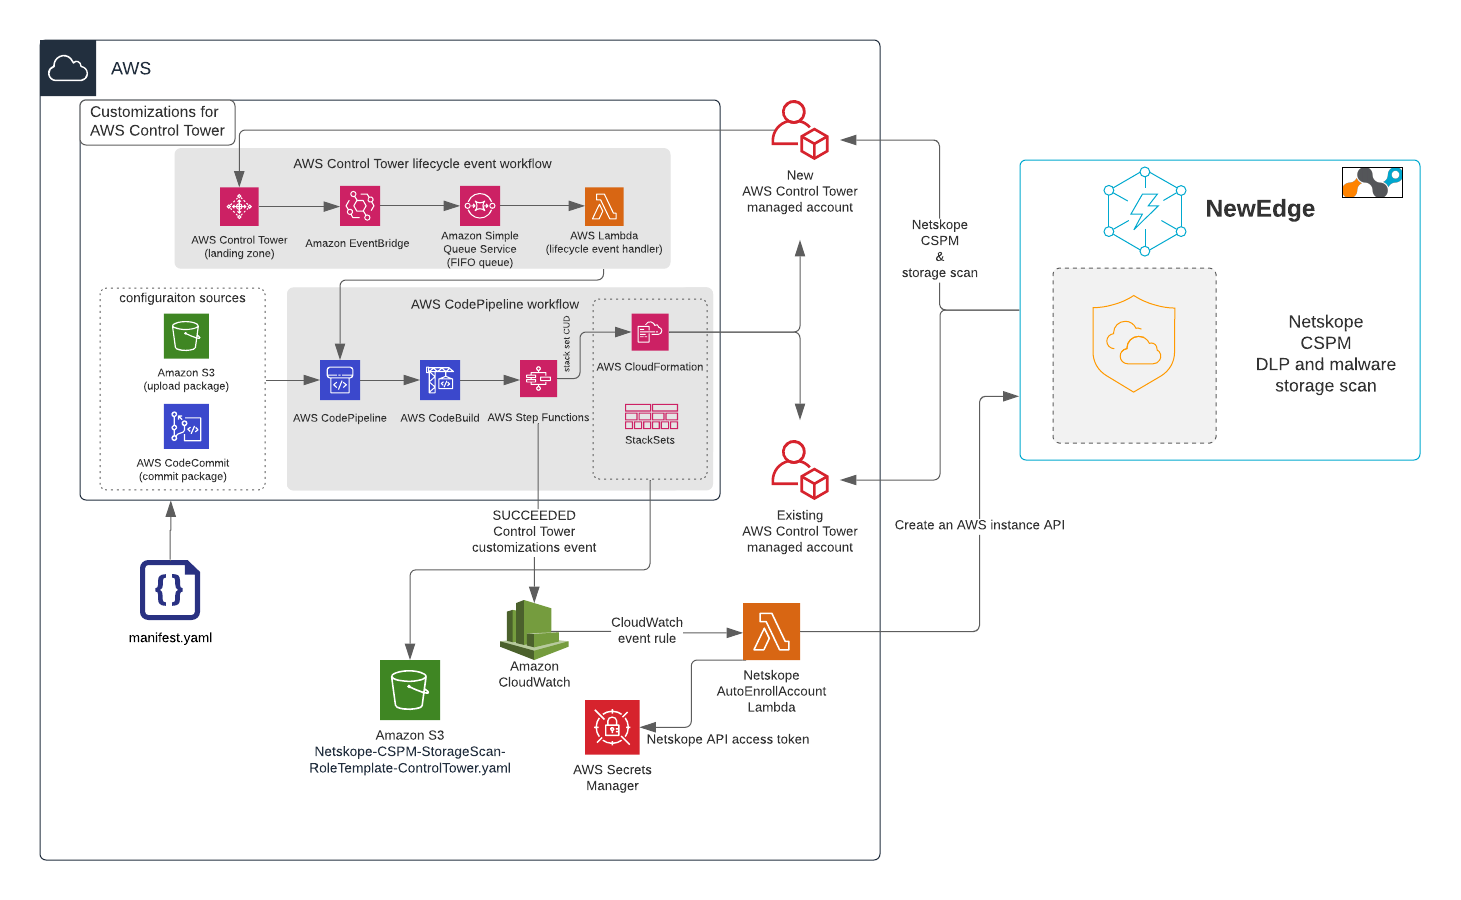 AWS
Customizations for
AWS Control Tower
AWS Control Tower lifecycle event workflow
AWS Control Tower
(landing zone)
Amazon EventBridge
Amazon Simple
Queue Service
(FIFO queue)
AWS Lambda
(lifecycle event handler)
New
AWS Control Tower
managed account
configuraiton sources
Amazon S3
(upload package)
AWS CodeCommit
(commit package)
AWS CodePipeline workflow
AWS CodePipeline
AWS CodeBuild
AWS Step Functions
stack set CUD
AWS CloudFormation
StackSets
Existing
AWS Control Tower
managed account
Netskope
CSPM
&
storage scan
NewEdge
Netskope
CSPM
DLP and malware
storage scan
Create an AWS instance API
manifest.yaml
SUCCEEDED
Control Tower
customizations event
Amazon
CloudWatch
CloudWatch
event rule
Netskope
AutoEnrollAccount
Lambda
Amazon S3
Netskope-CSPM-StorageScan-
RoleTemplate-ControlTower.yaml
Netskope API access token
AWS Secrets
Manager